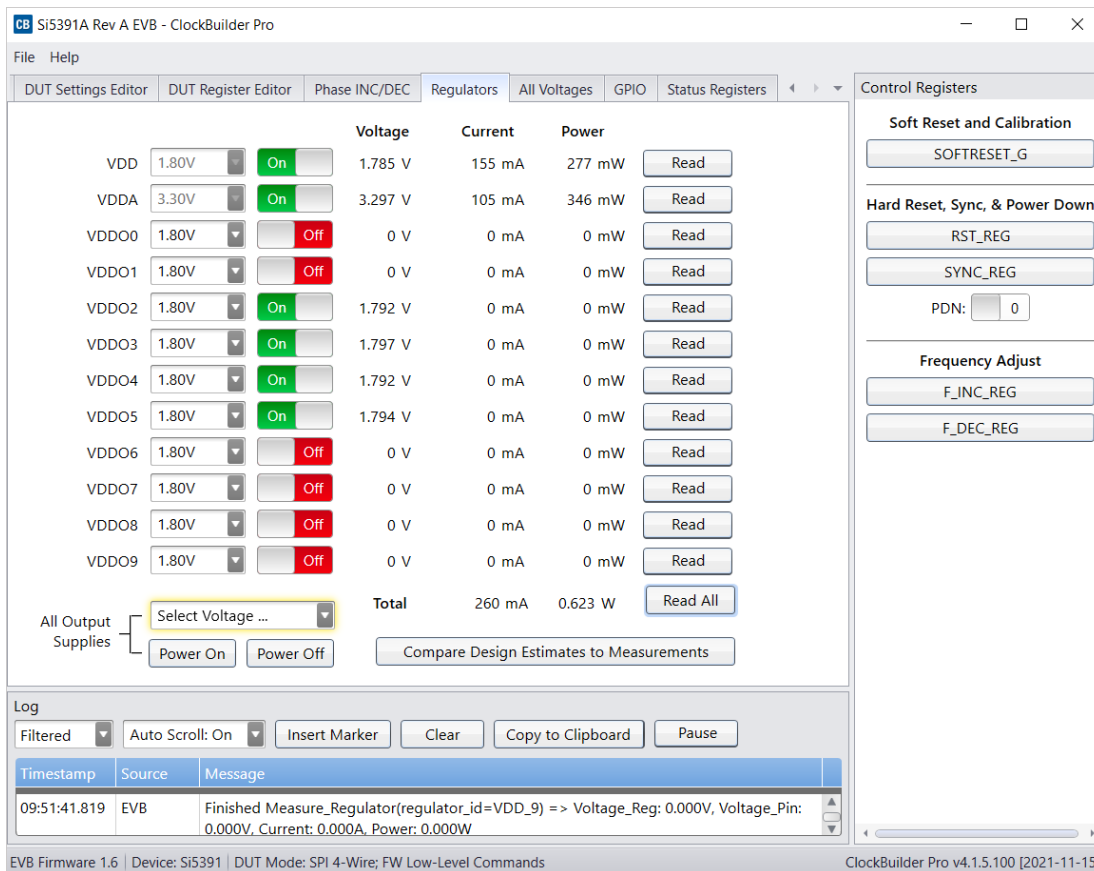 CB Si5391A Rev A EVB - ClockBuilder Pro
File Help
DUT Settings Editor DUT Register Editor Phase INC/DEC Regulators All Voltages GPIO Status Registers
Voltage Current Power
VDD 1.80V On 1.785 V 155 mA 277 mW Read
VDDA 3.30V On 3.297 V 105 mA 346 mW Read
VDDO0 1.80V Off 0 V 0 mA 0 mW Read
VDDO1 1.80V Off 0 V 0 mA 0 mW Read
VDDO2 1.80V On 1.792 V 0 mA 0 mW Read
VDDO3 1.80V On 1.797 V 0 mA 0 mW Read
VDDO4 1.80V On 1.792 V 0 mA 0 mW Read
VDDO5 1.80V On 1.794 V 0 mA 0 mW Read
VDDO6 1.80V Off 0 V 0 mA 0 mW Read
VDDO7 1.80V Off 0 V 0 mA 0 mW Read
VDDO8 1.80V Off 0 V 0 mA 0 mW Read
VDDO9 1.80V Off 0 V 0 mA 0 mW Read
Total 260 mA 0.623 W Read All
All Output Supplies Select Voltage ...
Power On Power Off Compare Design Estimates to Measurements
Control Registers
Soft Reset and Calibration
SOFTRESET_G
Hard Reset, Sync, & Power Down
RST_REG
SYNC_REG
PDN: 0
Frequency Adjust
F_INC_REG
F_DEC_REG
Log
Filtered Auto Scroll: On Insert Marker Clear Copy to Clipboard Pause
Timestamp Source Message
09:51:41.819 EVB Finished Measure_Regulator(regulator_id=VDD_9) => Voltage_Reg: 0.000V, Voltage_Pin:
0.000V, Current: 0.000A, Power: 0.000W
EVB Firmware 1.6 Device: Si5391 DUT Mode: SPI 4-Wire; FW Low-Level Commands ClockBuilder Pro v4.1.5.100 [2021-11-15